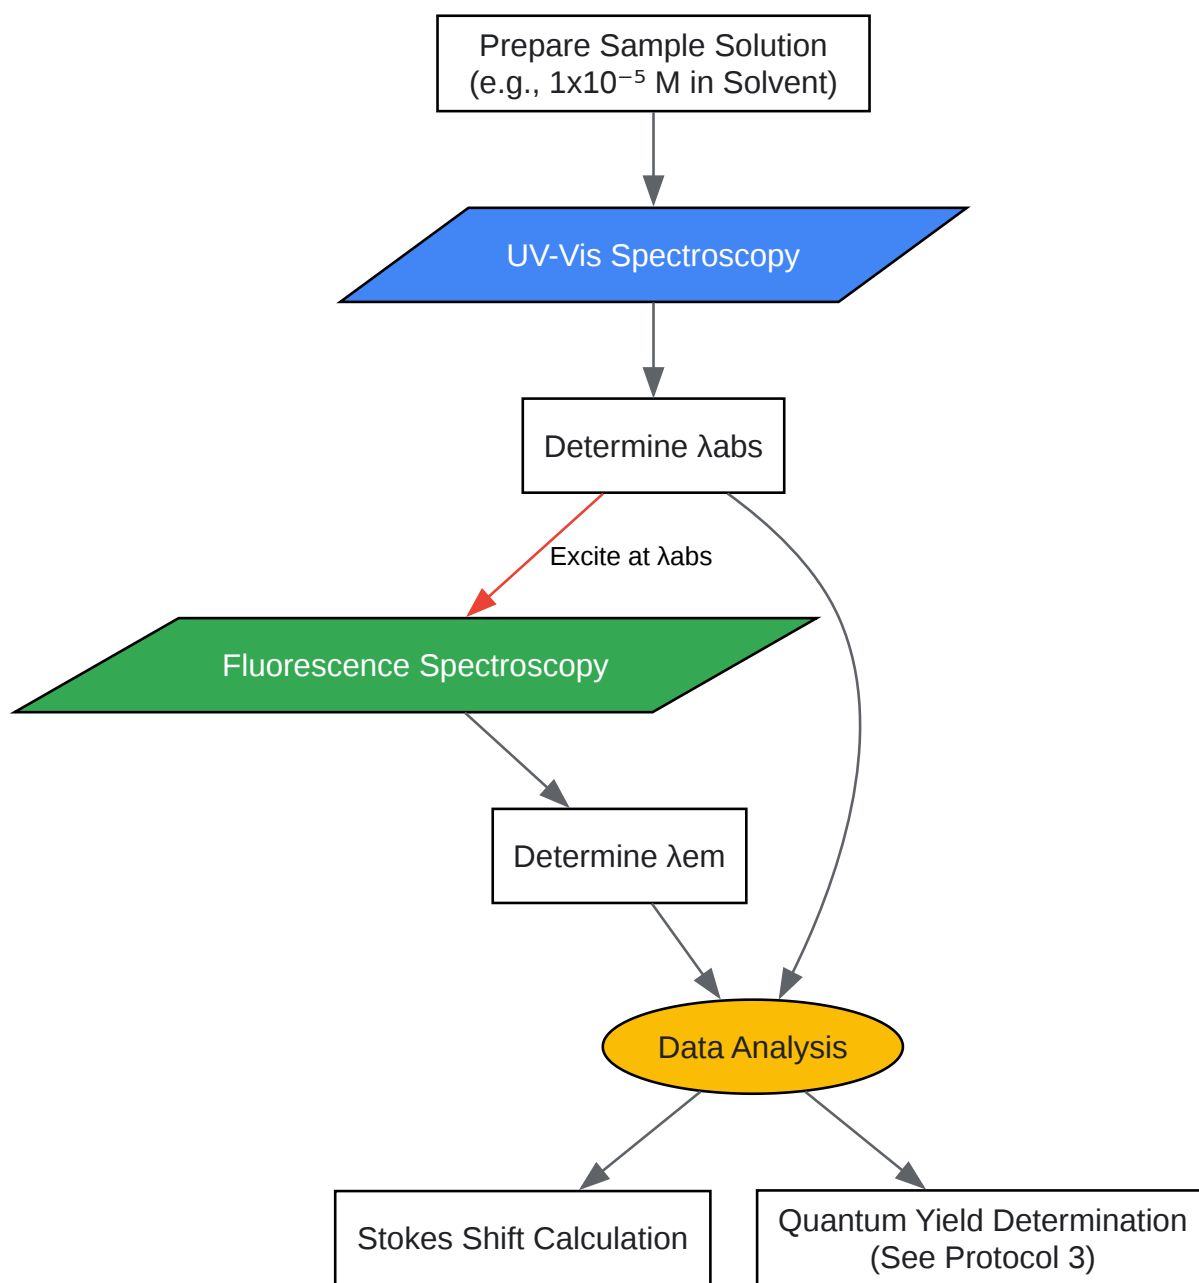 Prepare Sample Solution
(e.g., 1x10⁻⁵ M in Solvent)
UV-Vis Spectroscopy
Determine λabs
Excite at λabs
Fluorescence Spectroscopy
Determine λem
Data Analysis
Stokes Shift Calculation
Quantum Yield Determination
(See Protocol 3)